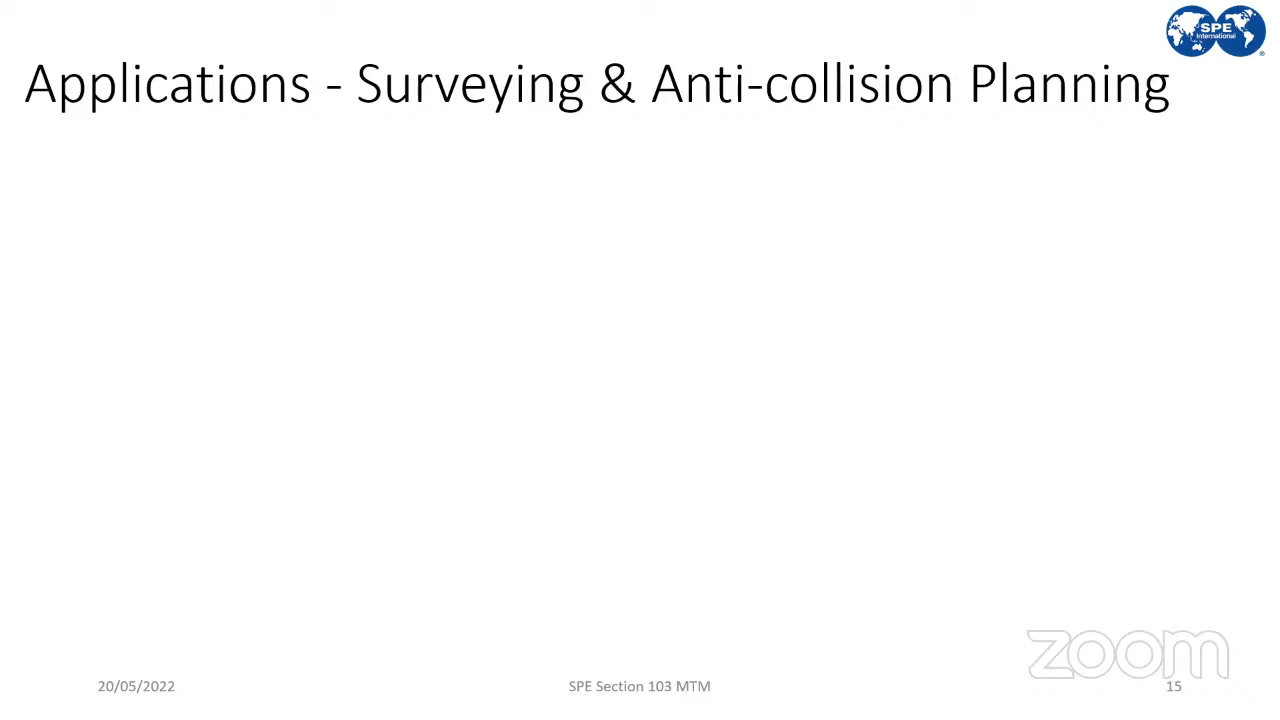 SPE
International
Applications - Surveying & Anti-collision Planning
zoom
20/05/2022
SPE Section 103 MTM
15